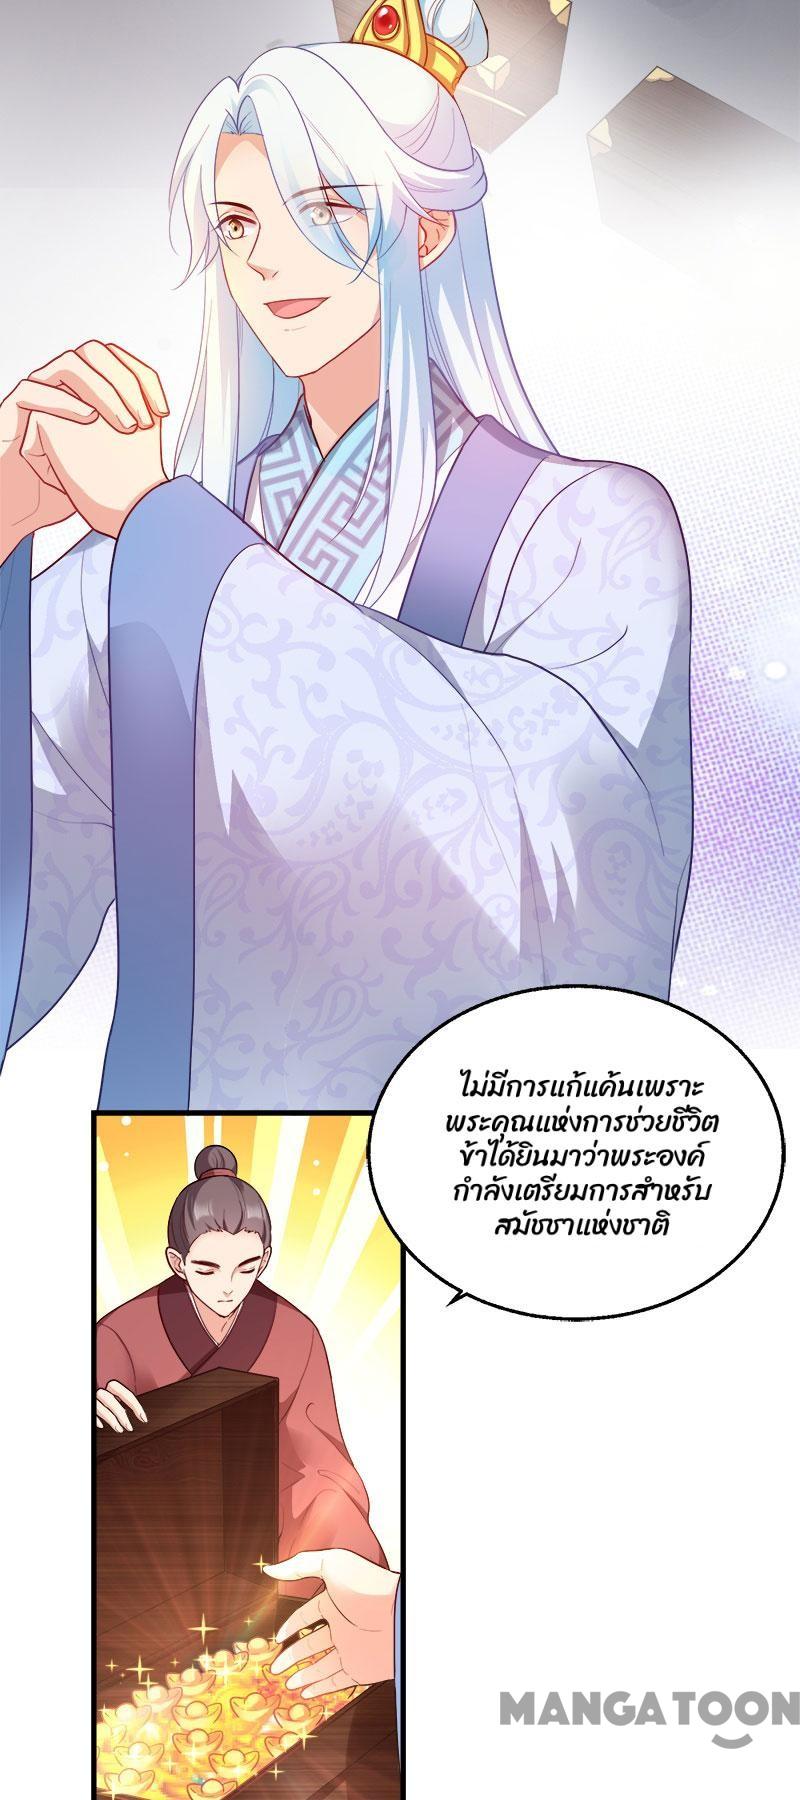 ไม่มีการแก้แค้นเพราะ
พระคุณแห่งการช่วยชีวิต
ข้าได้ยินมาว่าพระองค์
กำลังเตรียมการสำหรับ
สมัชชาแห่งชาติ
MANGATOON